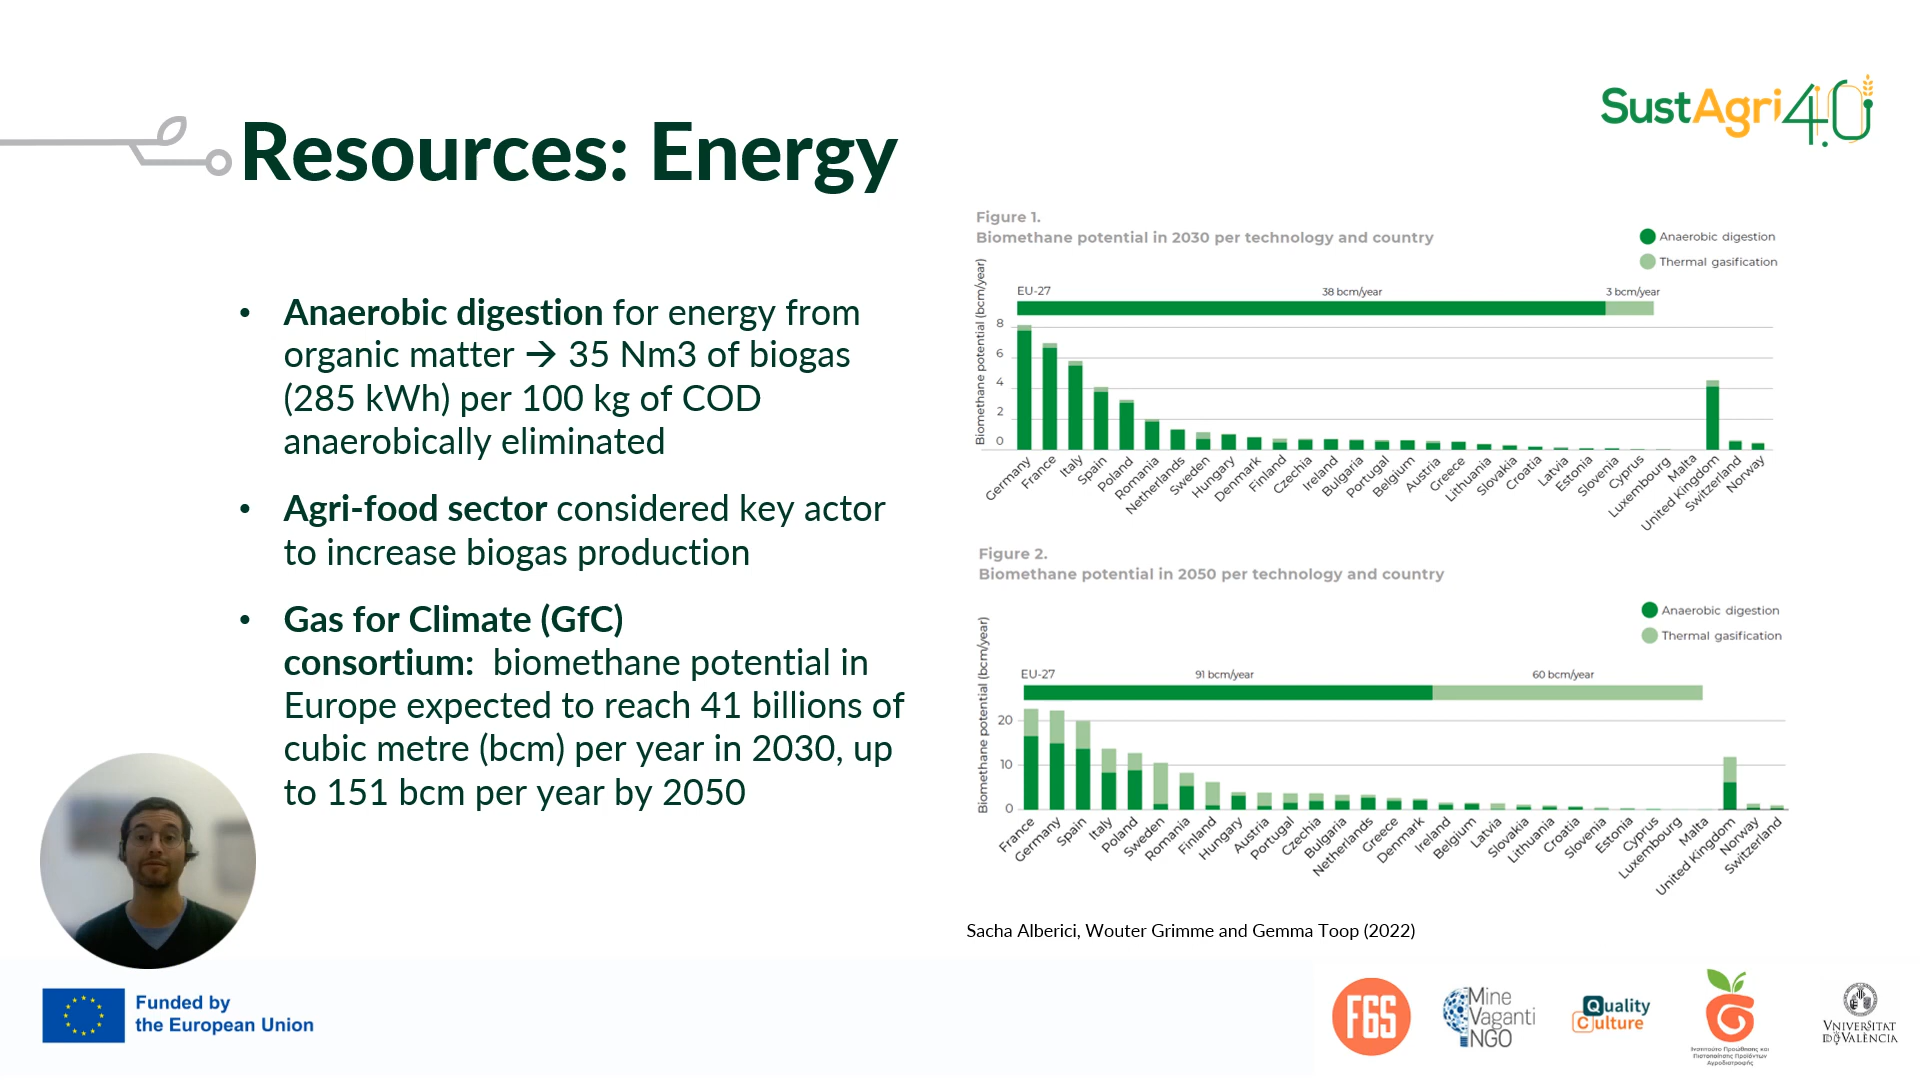 SustAgri4.0
Resources: Energy
• Anaerobic digestion for energy from
organic matter → 35 Nm3 of biogas
(285 kWh) per 100 kg of COD
anaerobically eliminated
• Agri-food sector considered key actor
to increase biogas production
• Gas for Climate (GfC)
consortium: biomethane potential in
Europe expected to reach 41 billions of
cubic metre (bcm) per year in 2030, up
to 151 bcm per year by 2050
Figure 1.
Biomethane potential in 2030 per technology and country
Anaerobic digestion
Thermal gasification
Biomethane potential (bcm/year)
EU-27
38 bcm/year
3 bcm/year
8
6
4
2
0
Germany
France
Italy
Spain
Poland
Romania
Netherlands
Sweden
Hungary
Denmark
Finland
Czechia
Ireland
Bulgaria
Portugal
Belgium
Austria
Greece
Lithuania
Slovakia
Croatia
Latvia
Estonia
Slovenia
Cyprus
Luxembourg
Malta
United Kingdom
Switzerland
Norway
Figure 2.
Biomethane potential in 2050 per technology and country
Anaerobic digestion
Thermal gasification
Biomethane potential (bcm/year)
EU-27
91 bcm/year
60 bcm/year
20
10
0
France
Germany
Spain
Italy
Poland
Sweden
Romania
Finland
Hungary
Austria
Portugal
Czechia
Bulgaria
Netherlands
Greece
Denmark
Ireland
Belgium
Latvia
Slovakia
Lithuania
Croatia
Slovenia
Estonia
Cyprus
Luxembourg
Malta
United Kingdom
Norway
Switzerland
Sacha Alberici, Wouter Grimme and Gemma Toop (2022)
Funded by
the European Union
FGS
Mine
Vaganti
NGO
Quality
Culture
Ινστιτούτο Προώθησης και
Πιστοποίησης Προϊόντων
Αγροδιατροφής
VNIVERSITAT
ID VALÈNCIA